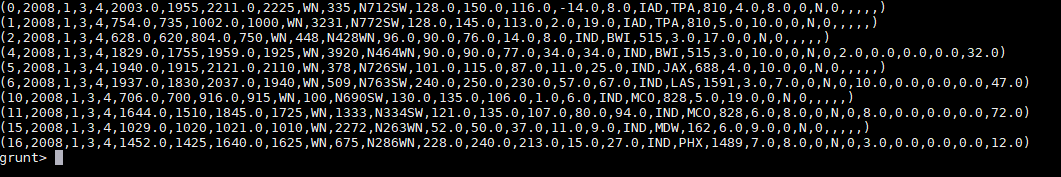 (0,2008,1,3,4,2003.0,1955,2211.0,2225,WN,335,N712SW,128.0,150.0,116.0,-14.0,8.0,IAD,TPA,810,4.0,8.0,0,N,0,,,,,)
(1,2008,1,3,4,754.0,735,1002.0,1000,WN,3231,N772SW,128.0,145.0,113.0,2.0,19.0,IAD,TPA,810,5.0,10.0,0,N,0,,,,,)
(2,2008,1,3,4,628.0,620,804.0,750,WN,448,N428WN,96.0,90.0,76.0,14.0,8.0,IND,BWI,515,3.0,17.0,0,N,0,,,,,)
(4,2008,1,3,4,1829.0,1755,1959.0,1925,WN,3920,N464WN,90.0,90.0,77.0,34.0,34.0,IND,BWI,515,3.0,10.0,0,N,0,2.0,0.0,0.0,0.0,32.0)
(5,2008,1,3,4,1940.0,1915,2121.0,2110,WN,378,N726SW,101.0,115.0,87.0,11.0,25.0,IND,JAX,688,4.0,10.0,0,N,0,,,,,)
(6,2008,1,3,4,1937.0,1830,2037.0,1940,WN,509,N763SW,240.0,250.0,230.0,57.0,67.0,IND,LAS,1591,3.0,7.0,0,N,0,10.0,0.0,0.0,0.0,47.0)
(10,2008,1,3,4,706.0,700,916.0,915,WN,100,N690SW,130.0,135.0,106.0,1.0,6.0,IND,MCO,828,5.0,19.0,0,N,0,,,,,)
(11,2008,1,3,4,1644.0,1510,1845.0,1725,WN,1333,N334SW,121.0,135.0,107.0,80.0,94.0,IND,MCO,828,6.0,8.0,0,N,0,8.0,0.0,0.0,0.0,72.0)
(15,2008,1,3,4,1029.0,1020,1021.0,1010,WN,2272,N263WN,52.0,50.0,37.0,11.0,9.0,IND,MDW,162,6.0,9.0,0,N,0,,,,,)
(16,2008,1,3,4,1452.0,1425,1640.0,1625,WN,675,N286WN,228.0,240.0,213.0,15.0,27.0,IND,PHX,1489,7.0,8.0,0,N,0,3.0,0.0,0.0,0.0,12.0)
grunt>